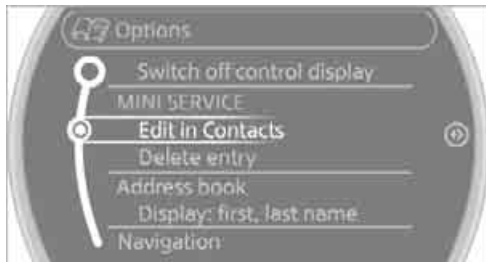 Options
Switch off control display
MINI SERVICE
Edit in Contacts
Delete entry
Address book
Display: first, last name
Navigation